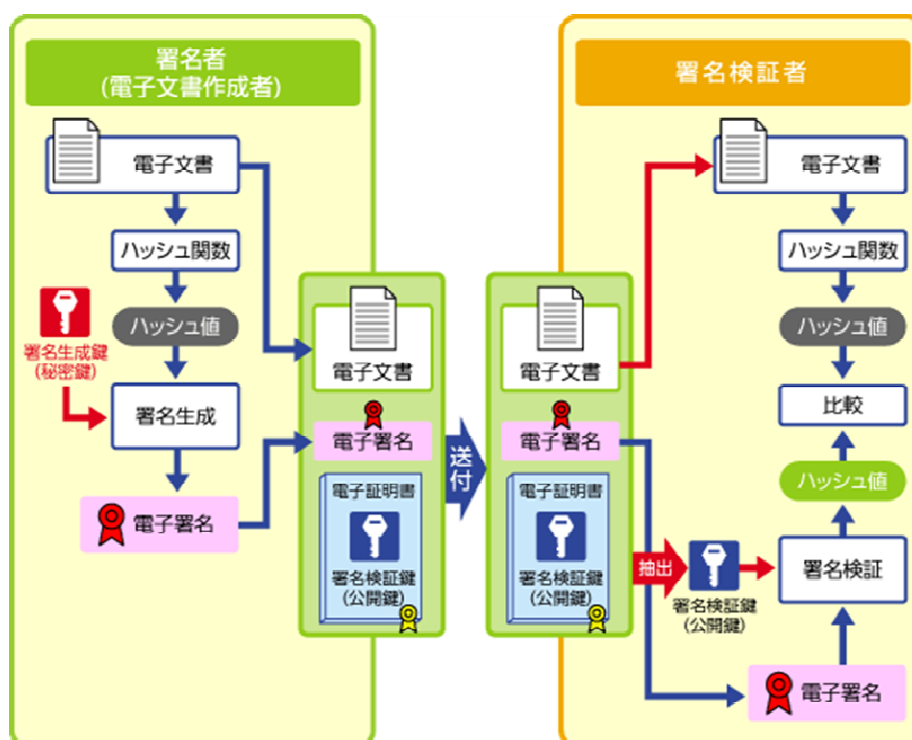 署名者
(電子文書作成者)
電子文書
ハッシュ関数
ハッシュ値
署名生成鍵
(秘密鍵)
署名生成
電子署名
電子文書
電子署名
電子証明書
署名検証鍵
(公開鍵)
送付
電子文書
電子署名
電子証明書
署名検証鍵
(公開鍵)
署名検証者
電子文書
ハッシュ関数
ハッシュ値
比較
ハッシュ値
抽出
署名検証鍵
(公開鍵)
署名検証
電子署名